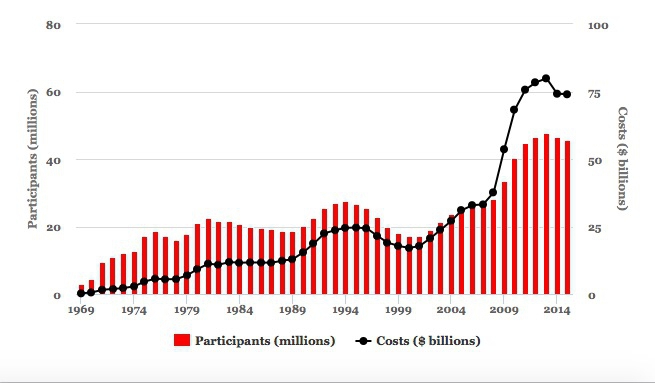 80
100
60
75
40
50
20
25
0
0
Participants (millions)
Costs ($ billions)
1969 1974 1979 1984 1989 1994 1999 2004 2009 2014
Participants (millions) Costs ($ billions)